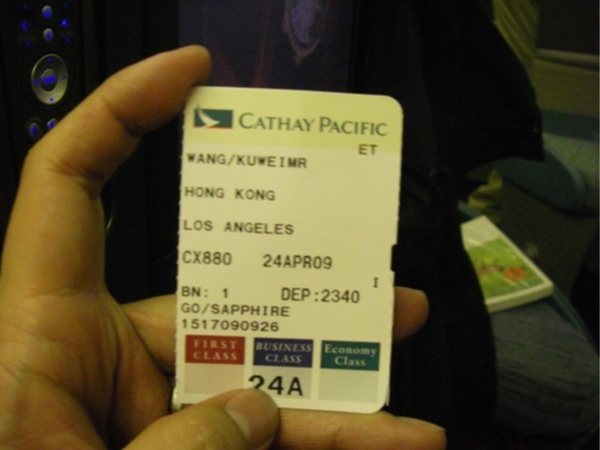 CATHAY PACIFIC
ET
WANG/KUWEIMR
HONG KONG
LOS ANGELES
CX880 24APR09
I
BN: 1 DEP:2340
GO/SAPPHIRE
1517090926
FIRST CLASS BUSINESS CLASS Economy Class
24A